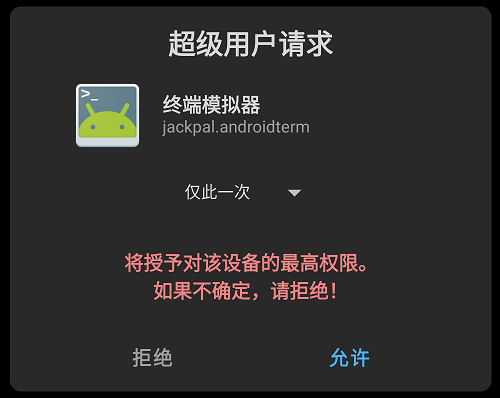 超级用户请求
>_
终端模拟器
jackpal.androidterm
仅此一次
将授予对该设备的最高权限。
如果不确定，请拒绝！
拒绝
允许